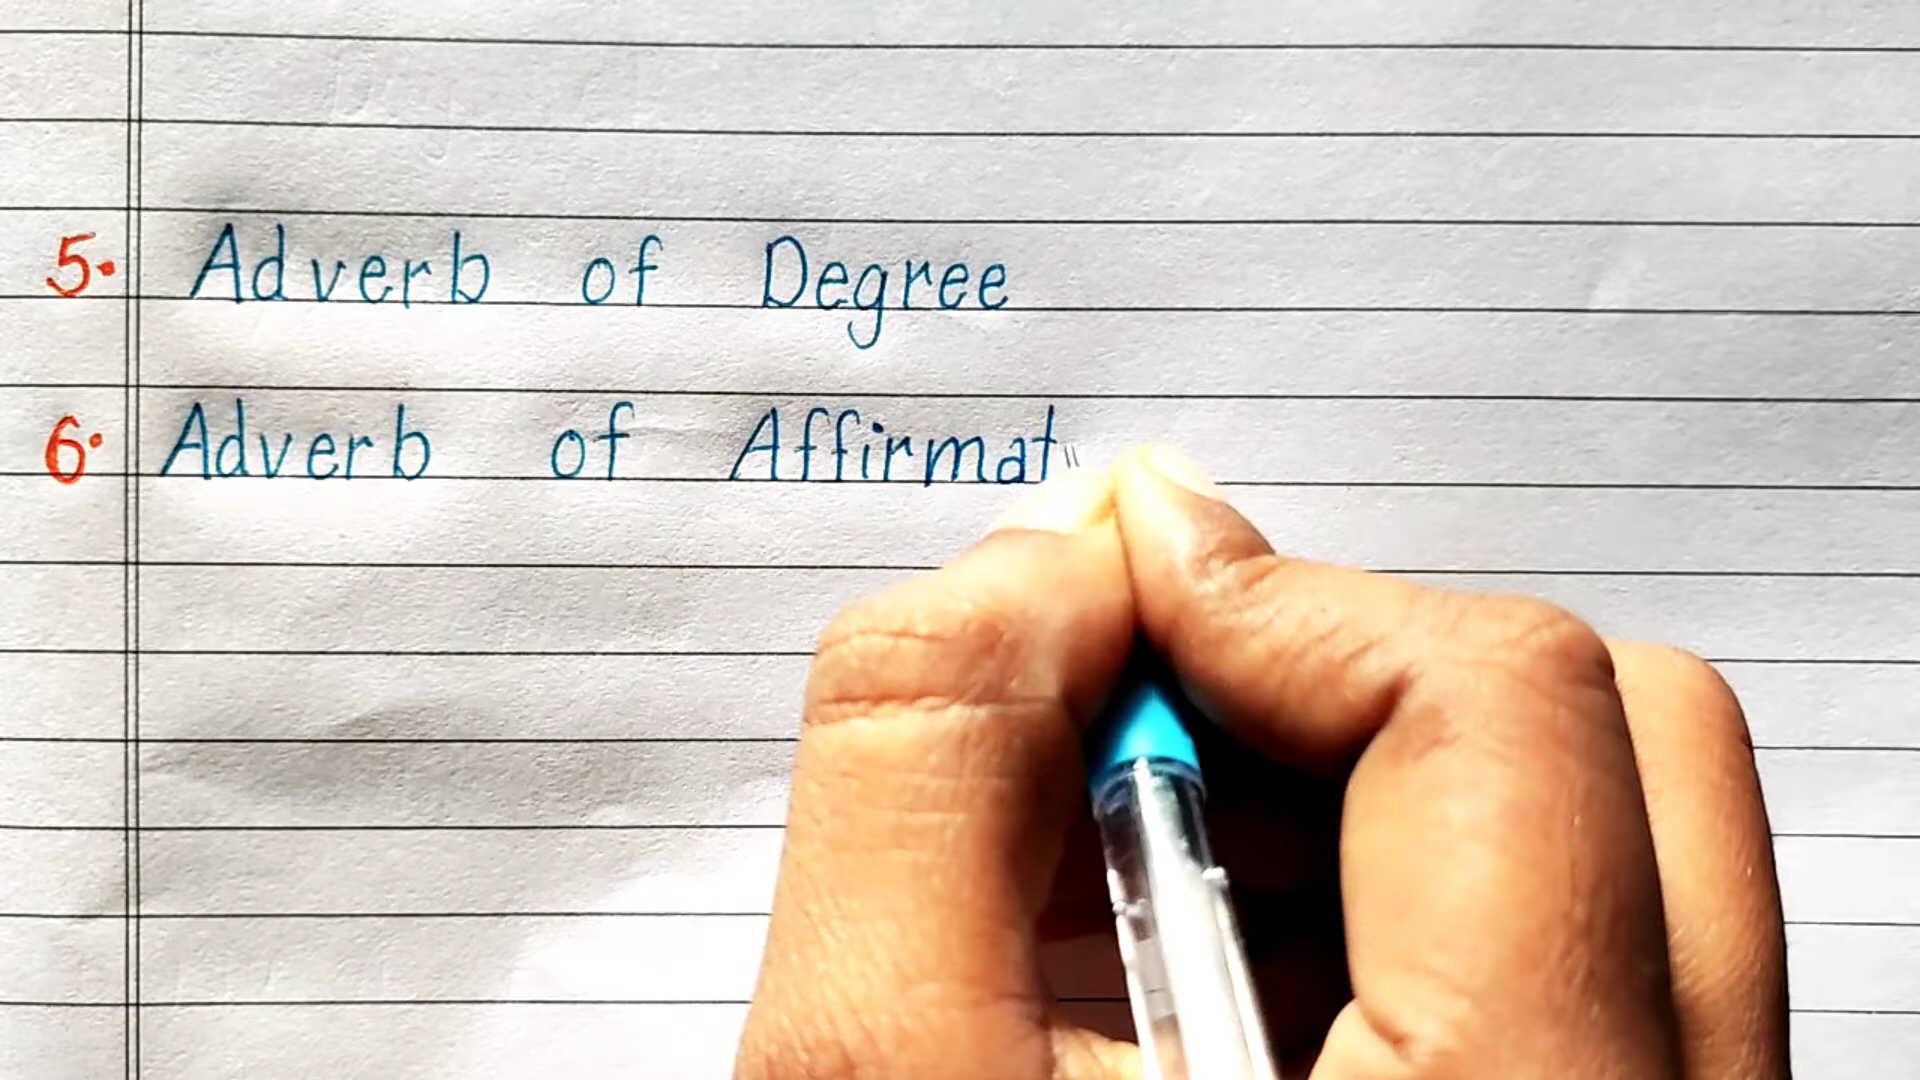 5. Adverb of Degree
6. Adverb of Affirmat